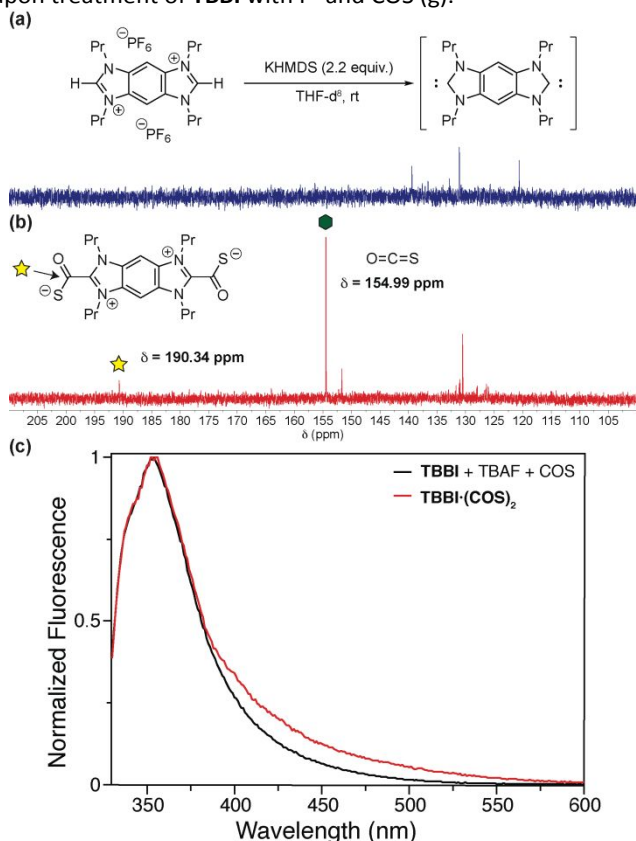 upon treatment of TBBI with F⁻ and COS (g).
(a)
⊖PF6
Pr
Pr
N
N⊕
H
H
N⊕
N
Pr
Pr
⊖PF6
KHMDS (2.2 equiv.)
THF-d⁸, rt
Pr
Pr
N
N
:
:
N
N
Pr
Pr
(b)
Pr
Pr
O
N
N⊕
S⊖
⊖S
N⊕
N
O
Pr
Pr
O=C=S
δ = 154.99 ppm
δ = 190.34 ppm
205 200 195 190 185 180 175 170 165 160 155 150 145 140 135 130 125 120 115 110 105
δ (ppm)
(c)
1
0.5
0
Normalized Fluorescence
TBBI + TBAF + COS
TBBI·(COS)₂
350 400 450 500 550 600
Wavelength (nm)